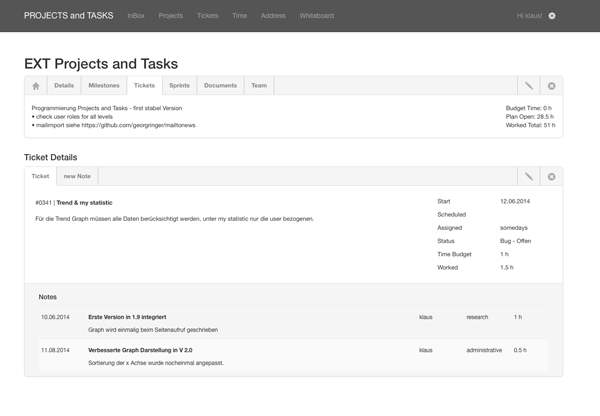 PROJECTS and TASKS InBox Projects Tickets Time Address Whiteboard Hi klaus!
EXT Projects and Tasks
Details Milestones Tickets Sprints Documents Team
Programmierung Projects and Tasks - first stabel Version Budget Time: 0 h
• check user roles for all levels Plan Open: 28.5 h
• mailimport siehe https://github.com/georgringer/mailtonews Worked Total: 51 h
Ticket Details
Ticket new Note
#0341 | Trend & my statistic Start 12.06.2014
Scheduled
Für die Trend Graph müssen alle Daten berücksichtigt werden, unter my statistic nur die user bezogenen.
Assigned somedays
Status Bug - Offen
Time Budget 1 h
Worked 1.5 h
Notes
10.06.2014 Erste Version in 1.9 integriert klaus research 1 h
Graph wird einmalig beim Seitenaufruf geschrieben
11.08.2014 Verbesserte Graph Darstellung in V 2.0 klaus administrative 0.5 h
Sortierung der x Achse wurde nocheinmal angepasst.